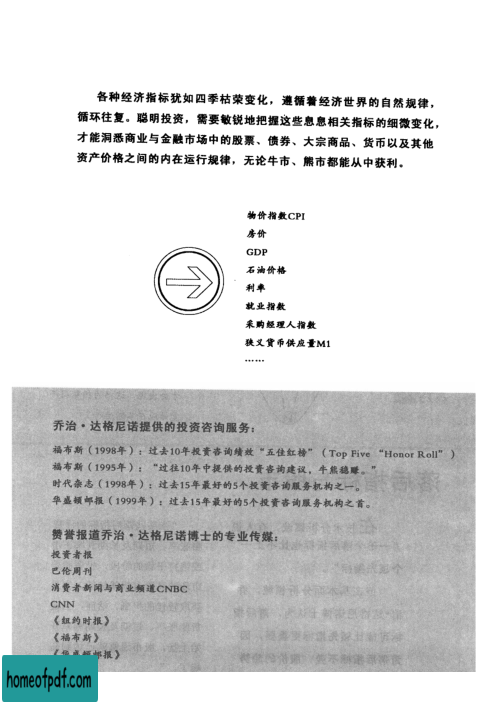 各种经济指标犹如四季枯荣变化，遵循着经济世界的自然规律，
循环往复。聪明投资，需要敏锐地把握这些息息相关指标的细微变化，
才能洞悉商业与金融市场中的股票、债券、大宗商品、货币以及其他
资产价格之间的内在运行规律，无论牛市、熊市都能从中获利。
物价指数CPI
房价
GDP
石油价格
利率
就业指数
采购经理人指数
狭义货币供应量M1
……
乔治·达格尼诺提供的投资咨询服务：
福布斯（1998年）：过去10年投资咨询绩效“五佳红榜”（Top Five “Honor Roll”）
福布斯（1995年）：“过往10年中提供的投资咨询建议，牛熊稳赚。”
时代杂志（1998年）：过去15年最好的5个投资咨询服务机构之一。
华盛顿邮报（1999年）：过去15年最好的5个投资咨询服务机构之首。
赞誉报道乔治·达格尼诺博士的专业传媒：
投资者报
巴伦周刊
消费者新闻与商业频道CNBC
CNN
《纽约时报》
《福布斯》
《华盛顿邮报》
homeofpdf.com